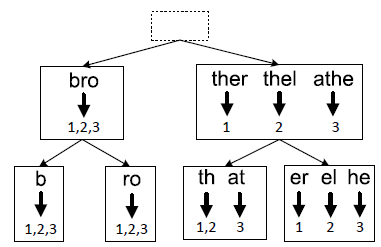 bro
1,2,3
ther thel athe
1 2 3
b
1,2,3
ro
1,2,3
th at
1,2 3
er el he
1 2 3